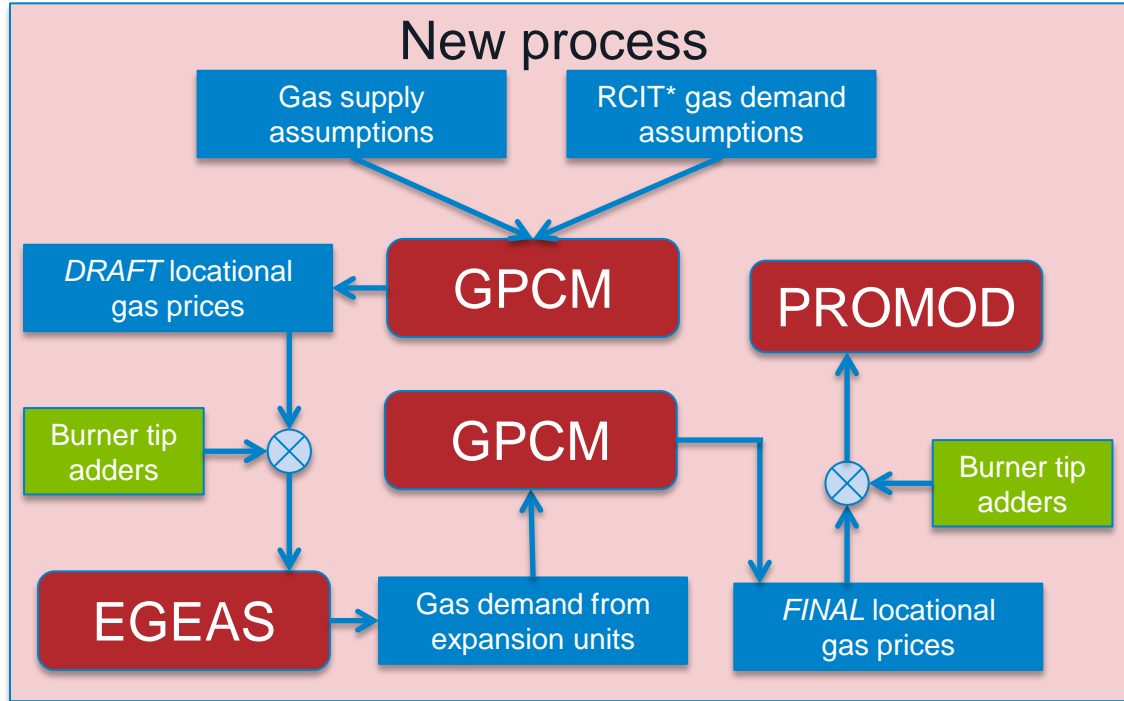 New process
Gas supply
assumptions
RCIT* gas demand
assumptions
DRAFT locational
gas prices
GPCM
PROMOD
Burner tip
adders
GPCM
Burner tip
adders
EGEAS
Gas demand from
expansion units
FINAL locational
gas prices